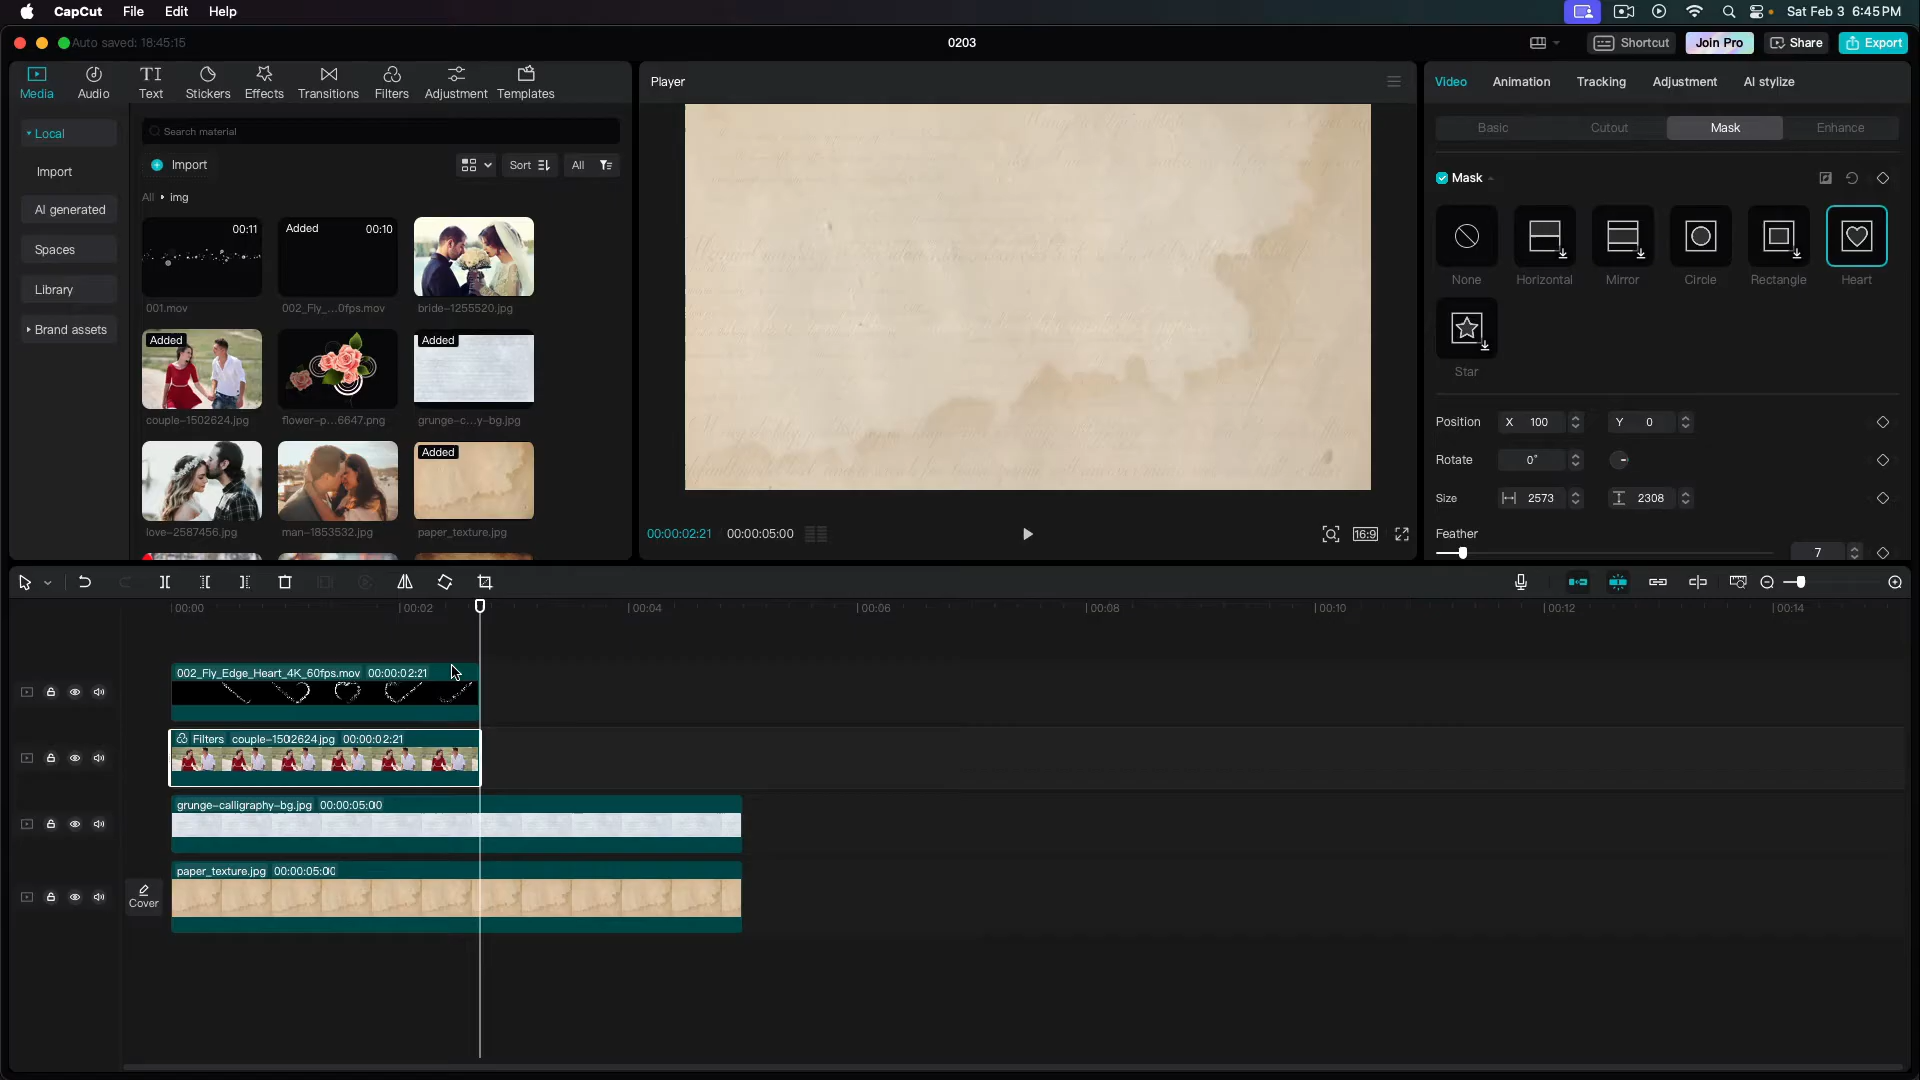 CapCut File Edit Help
Sat Feb 3 6:45 PM
Auto saved: 18:45:15
0203
Shortcut
Join Pro
Share
Export
Media Audio Text Stickers Effects Transitions Filters Adjustment Templates
Local
Import
AI generated
Spaces
Library
Brand assets
Search material
Import
Sort
All
All img
00:11
001.mov
Added 00:10
002_Fly_...0fps.mov
bride-1255520.jpg
Added
couple-1502624.jpg
flower-p...6647.png
Added
grunge-c...y-bg.jpg
love-2587456.jpg
man-1853532.jpg
Added
paper_texture.jpg
Player
00:00:02:21 00:00:05:00
16:9
Video Animation Tracking Adjustment AI stylize
Basic Cutout Mask Enhance
Mask
None Horizontal Mirror Circle Rectangle Heart
Star
Position X 100 Y 0
Rotate 0°
Size 2573 2308
Feather
7
00:00 00:02 00:04 00:06 00:08 00:10 00:12 00:14
002_Fly_Edge_Heart_4K_60fps.mov 00:00:02:21
Filters couple-1502624.jpg 00:00:02:21
grunge-calligraphy-bg.jpg 00:00:05:00
paper_texture.jpg 00:00:05:00
Cover